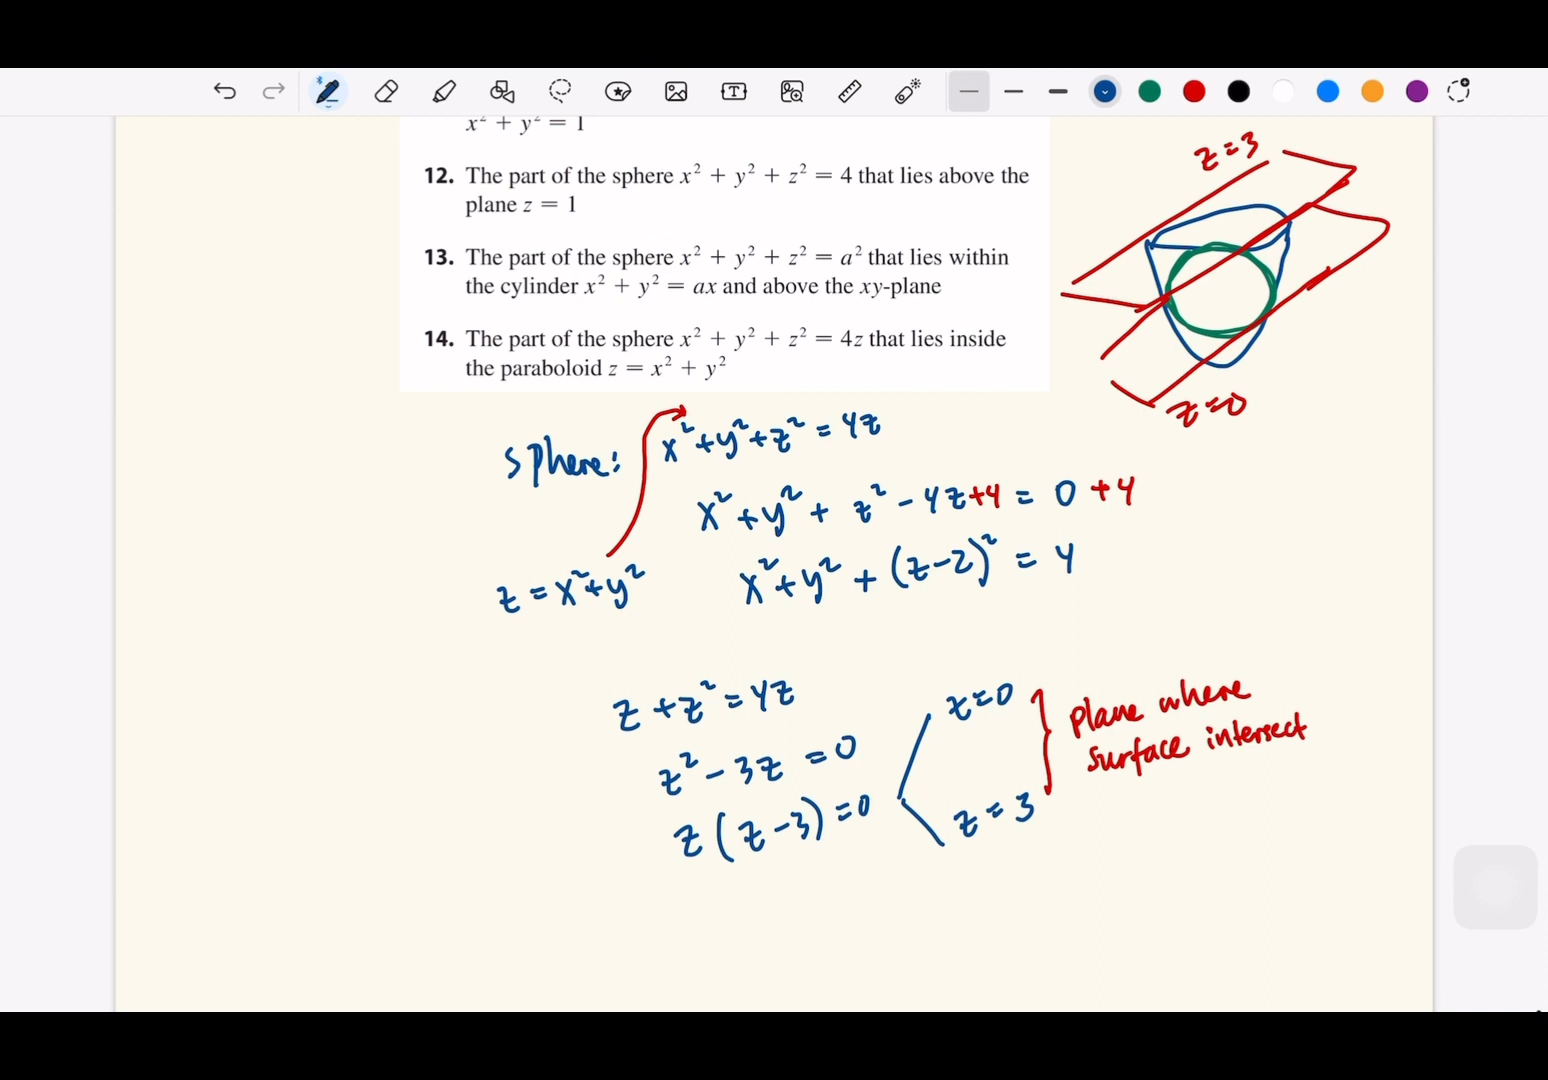 x² + y² = 1
12. The part of the sphere x² + y² + z² = 4 that lies above the
plane z = 1
13. The part of the sphere x² + y² + z² = a² that lies within
the cylinder x² + y² = ax and above the xy-plane
14. The part of the sphere x² + y² + z² = 4z that lies inside
the paraboloid z = x² + y²
z=3
z=0
sphere: x²+y²+z² = 4z
x²+y²+ z² - 4z+4 = 0 +4
z = x²+y²
x²+y² + (z-2)² = 4
z +z² = 4z
z² - 3z = 0
z(z-3) = 0
z=0
z = 3
plane where
surface intersect